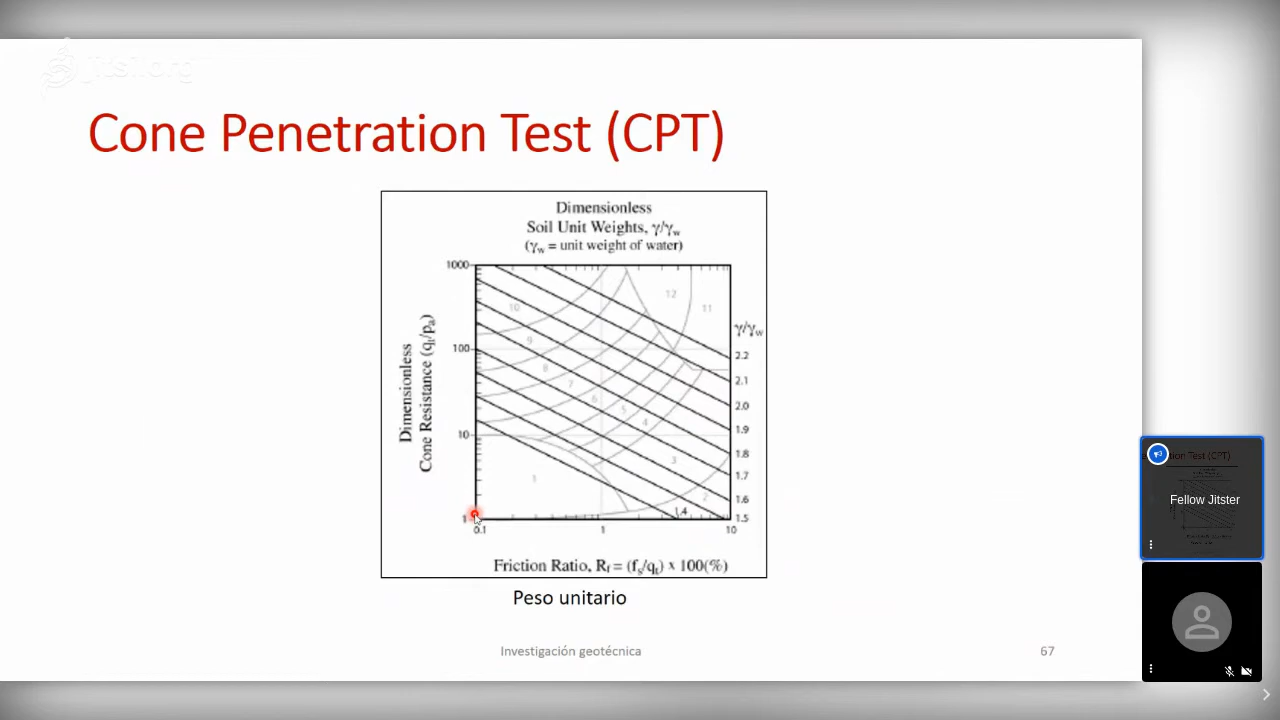 jitsi.org
Cone Penetration Test (CPT)
Dimensionless
Soil Unit Weights, γ/γw
(γw = unit weight of water)
Dimensionless
Cone Resistance (qt/pa)
1000
100
10
1
12
11
10
9
8
7
6
5
4
3
2
1
γ/γw
2.2
2.1
2.0
1.9
1.8
1.7
1.6
1.5
1.4
0.1
1
10
Friction Ratio, Rf = (fs/qt) x 100(%)
Peso unitario
Investigación geotécnica
67
tion Test (CPT)
Fellow Jitster